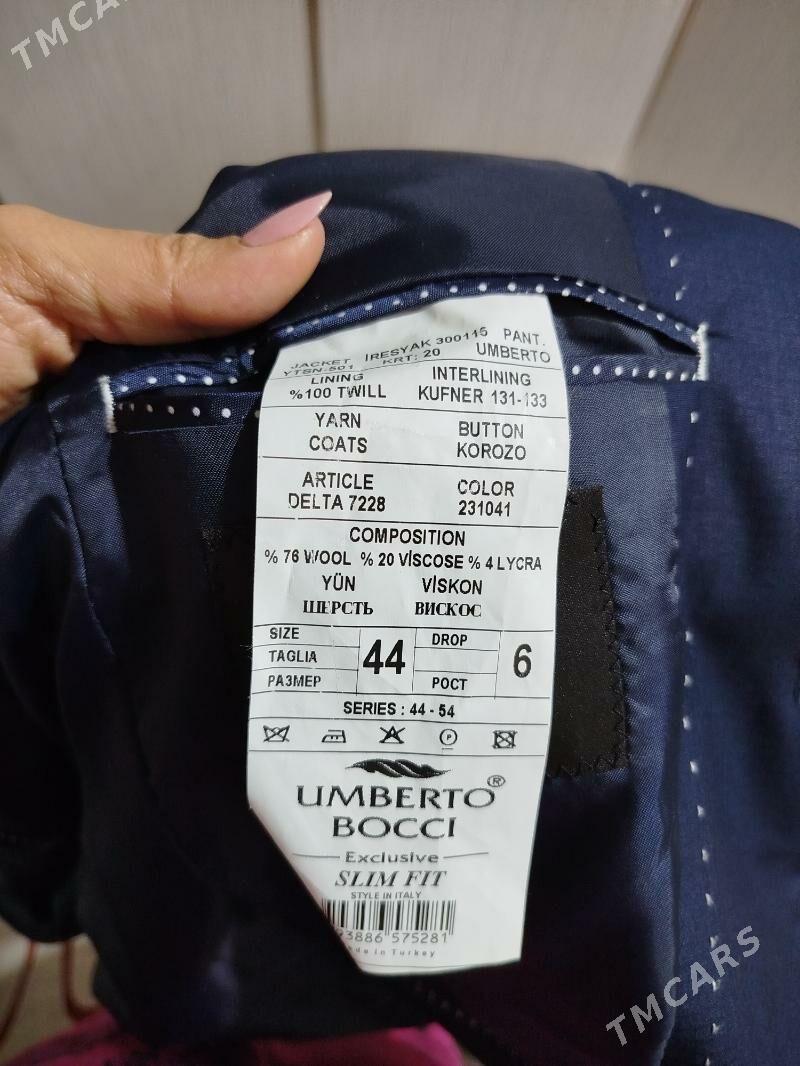 TMCARS
JACKET IRESYAK 300115 PANT.
YTSN-501 KRT: 20 UMBERTO
LINING INTERLINING
%100 TWILL KUFNER 131-133
YARN BUTTON
COATS KOROZO
ARTICLE COLOR
DELTA 7228 231041
COMPOSITION
% 76 WOOL % 20 VİSCOSE % 4 LYCRA
YÜN VİSKON
ШЕРСТЬ ВИСКОС
SIZE DROP
TAGLIA 44 6
РАЗМЕР РОСТ
SERIES : 44 - 54
P
UMBERTO®
BOCCI
Exclusive
SLIM FIT
STYLE IN ITALY
93886 575281
in Turkey
TMCARS